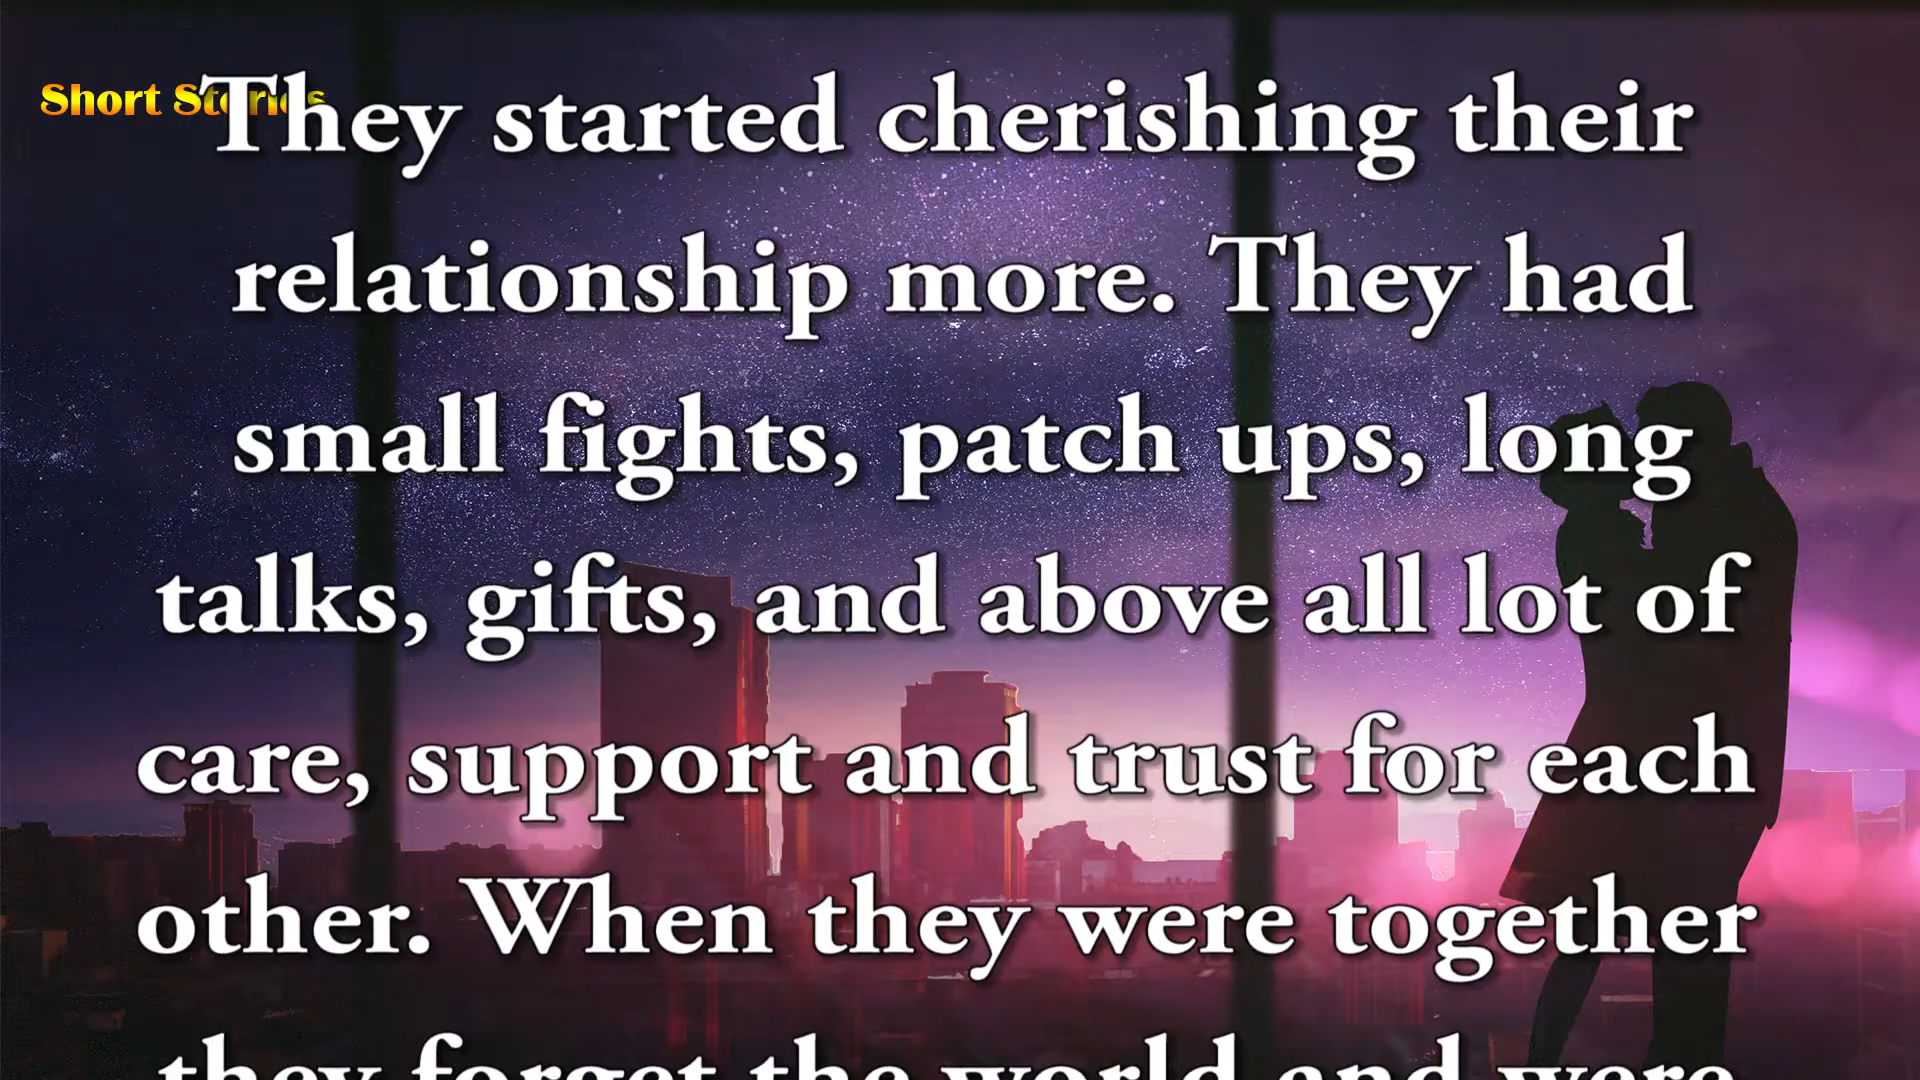 Short Stories
They started cherishing their
relationship more. They had
small fights, patch ups, long
talks, gifts, and above all lot of
care, support and trust for each
other. When they were together
they forget the world and were